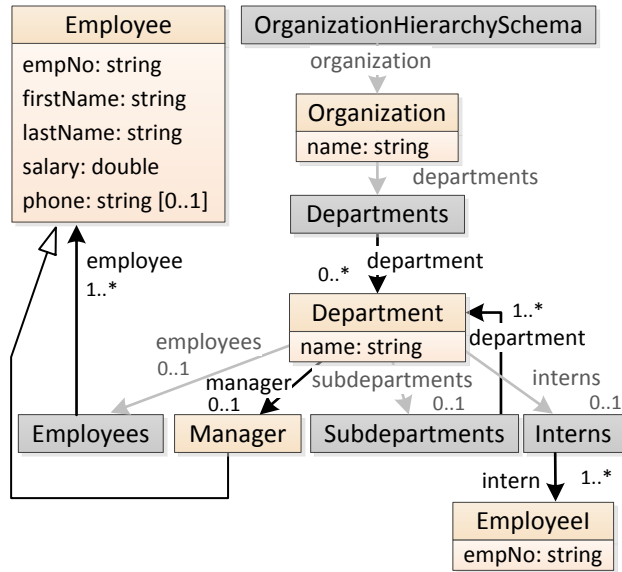 Employee
empNo: string
firstName: string
lastName: string
salary: double
phone: string [0..1]
OrganizationHierarchySchema
organization
Organization
name: string
departments
Departments
department
0..*
employee
1..*
Department
name: string
1..*
department
employees
0..1
manager
0..1
subdepartments
0..1
interns
0..1
Employees
Manager
Subdepartments
Interns
intern
1..*
EmployeeI
empNo: string